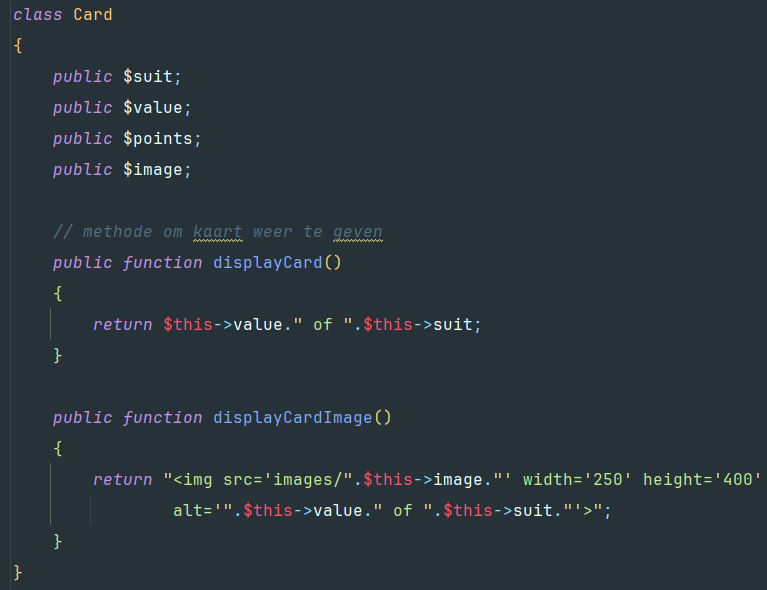 class Card
{
    public $suit;
    public $value;
    public $points;
    public $image;

    // methode om kaart weer te geven
    public function displayCard()
    {
        return $this->value." of ".$this->suit;
    }

    public function displayCardImage()
    {
        return "<img src='images/".$this->image."' width='250' height='400'
                alt='".$this->value." of ".$this->suit."'>";
    }
}